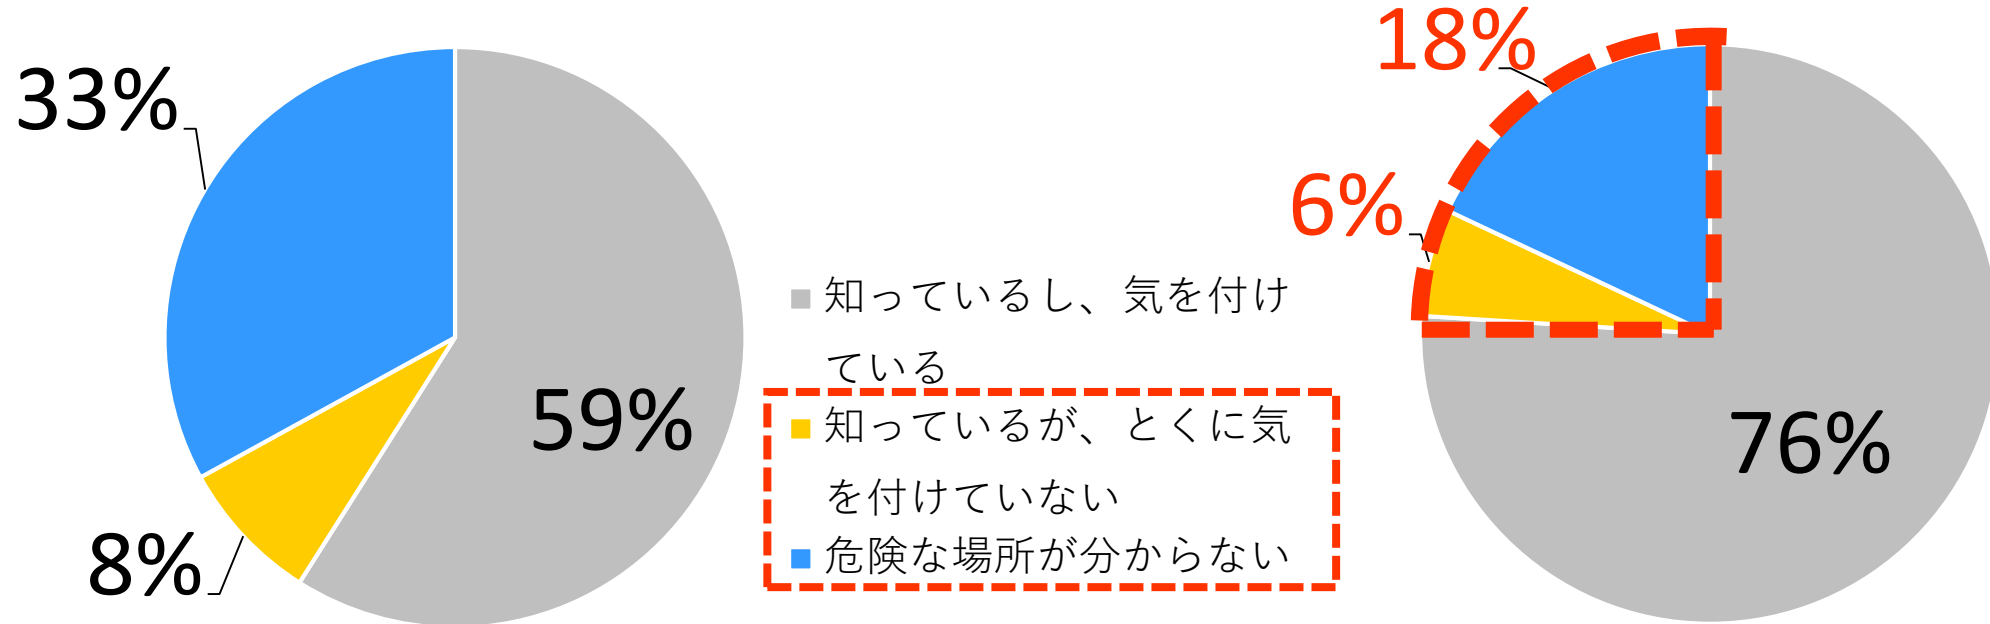 33%
59%
8%
知っているし、気を付け
ている
知っているが、とくに気
を付けていない
危険な場所が分からない
18%
6%
76%